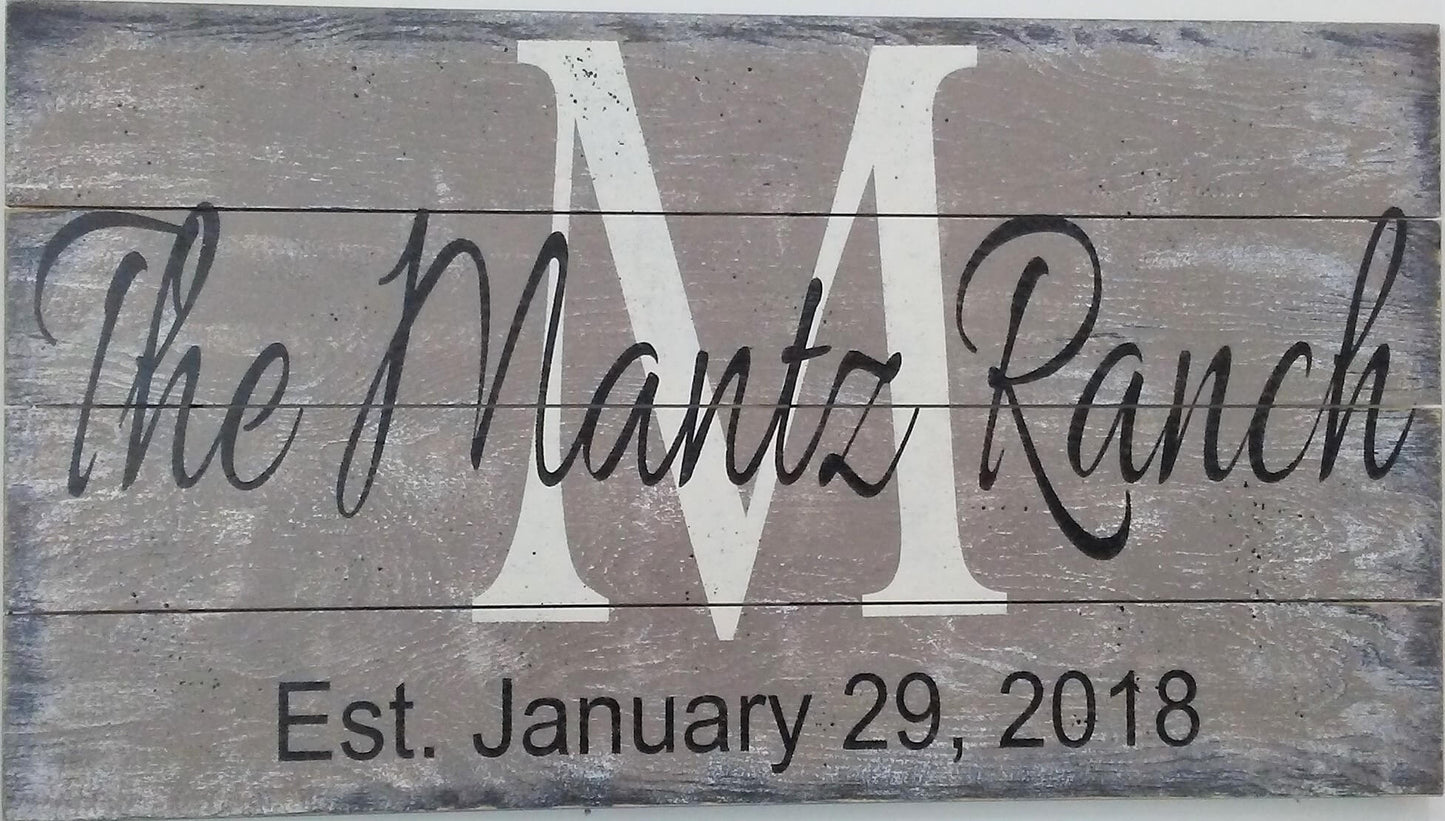 M
The Mantz Ranch
Est. January 29, 2018